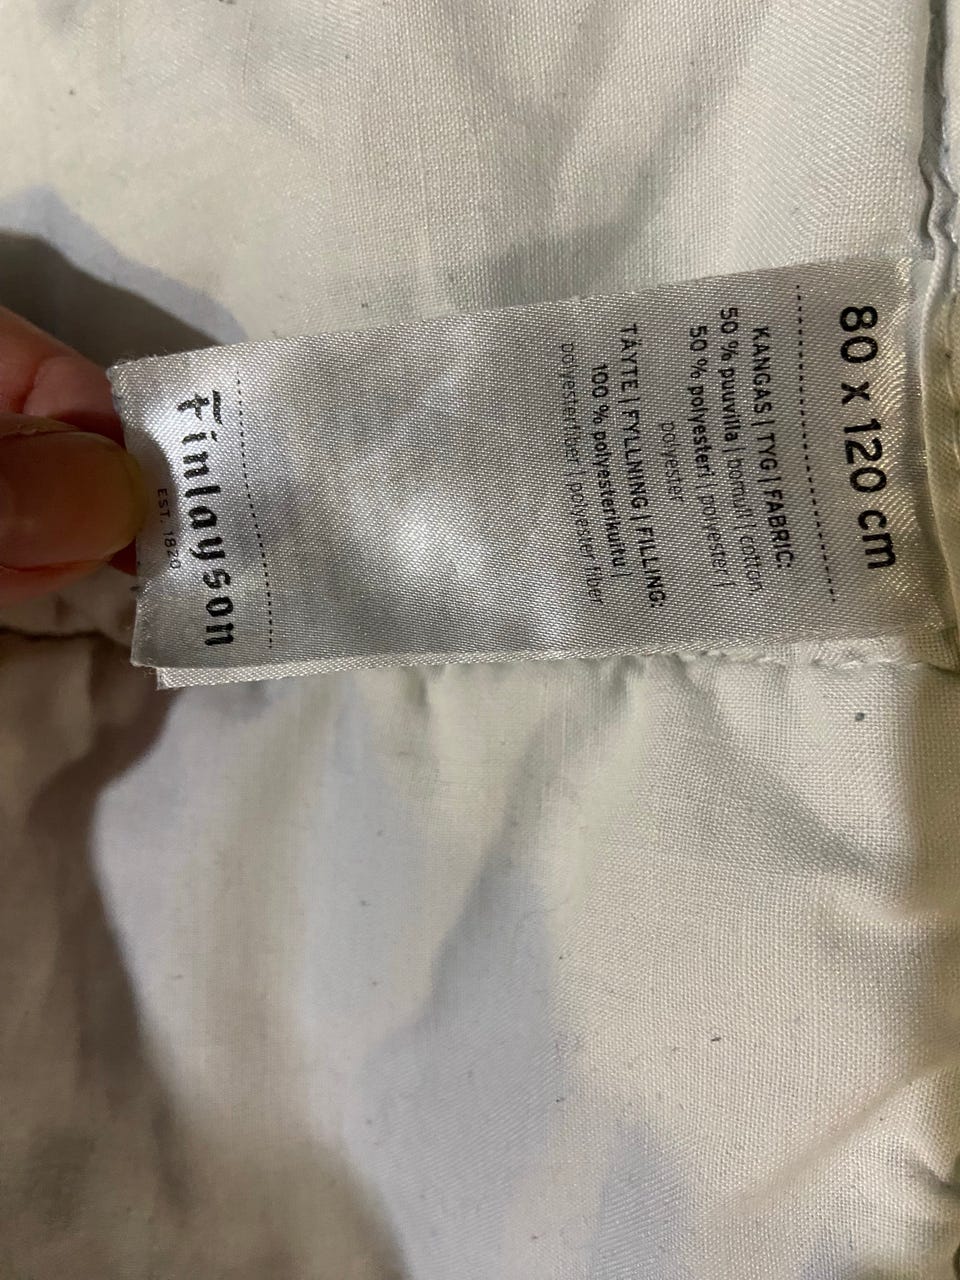 80 x 120 cm
KANGAS | TYG | FABRIC:
50 % puuvilla | bomull | cotton
50 % polyesteri | polyester |
polyester
TÄYTE | FYLLNING | FILLING:
100 % polyesterikuitu |
polyesterfiber | polyester fiber
Finlayson
EST. 1820